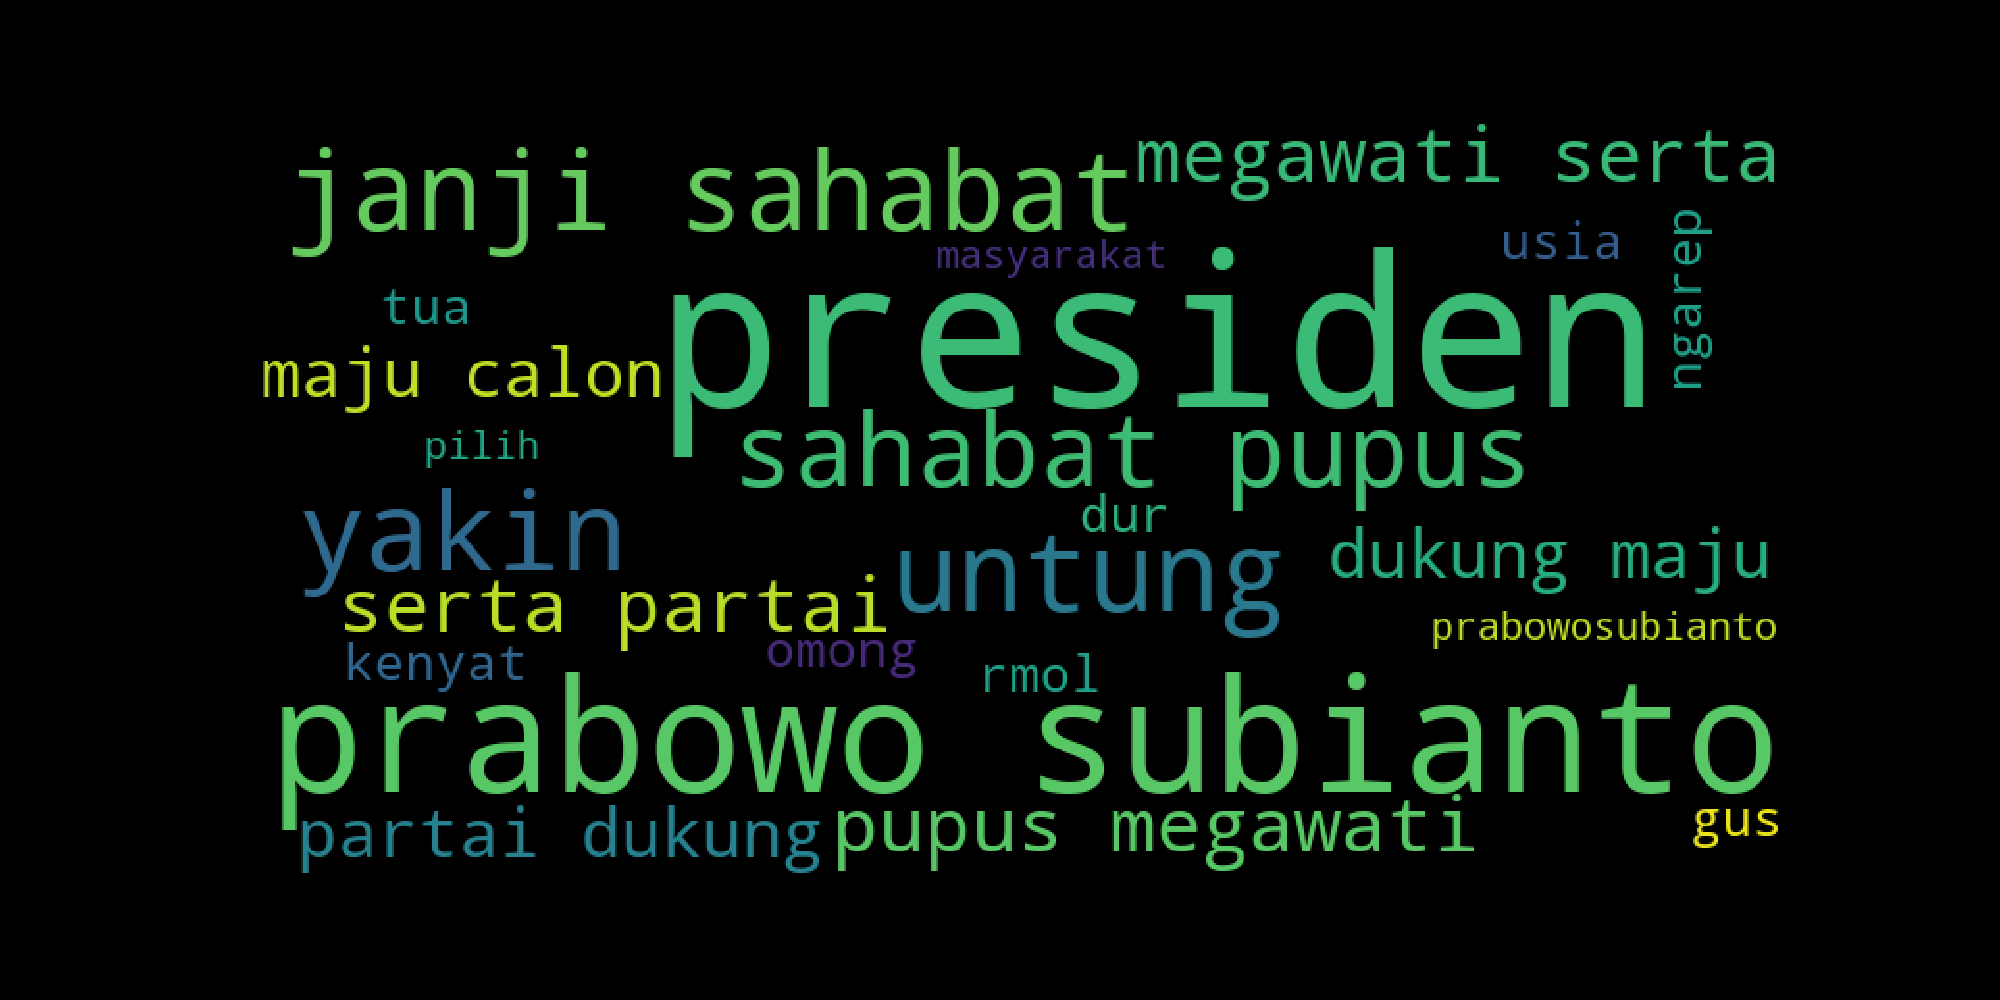 janji sahabat
megawati serta
masyarakat
usia
ngarep
tua
presiden
maju calon
pilih
sahabat pupus
yakin
dur
untung
dukung maju
serta partai
prabowosubianto
omong
kenyat
rmol
prabowo subianto
partai dukung
pupus megawati
gus